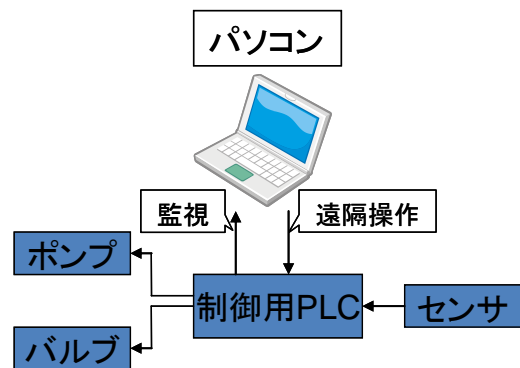 パソコン
監視
遠隔操作
ポンプ
制御用PLC
センサ
バルブ